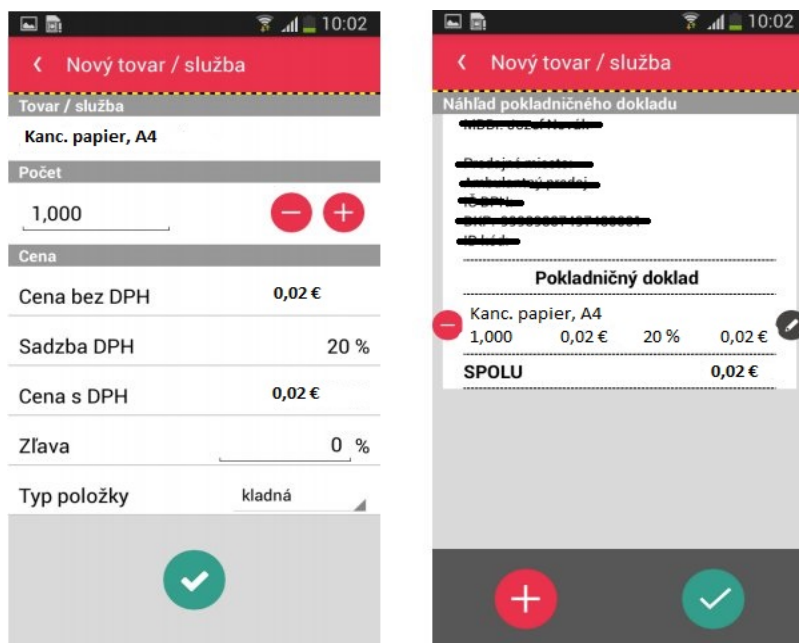 10:02
Nový tovar / služba
Tovar / služba
Kanc. papier, A4
Počet
1,000
Cena
Cena bez DPH 0,02 €
Sadzba DPH 20 %
Cena s DPH 0,02 €
Zľava 0 %
Typ položky kladná
10:02
Nový tovar / služba
Náhľad pokladničného dokladu
Pokladničný doklad
Kanc. papier, A4
1,000 0,02 € 20 % 0,02 €
SPOLU 0,02 €